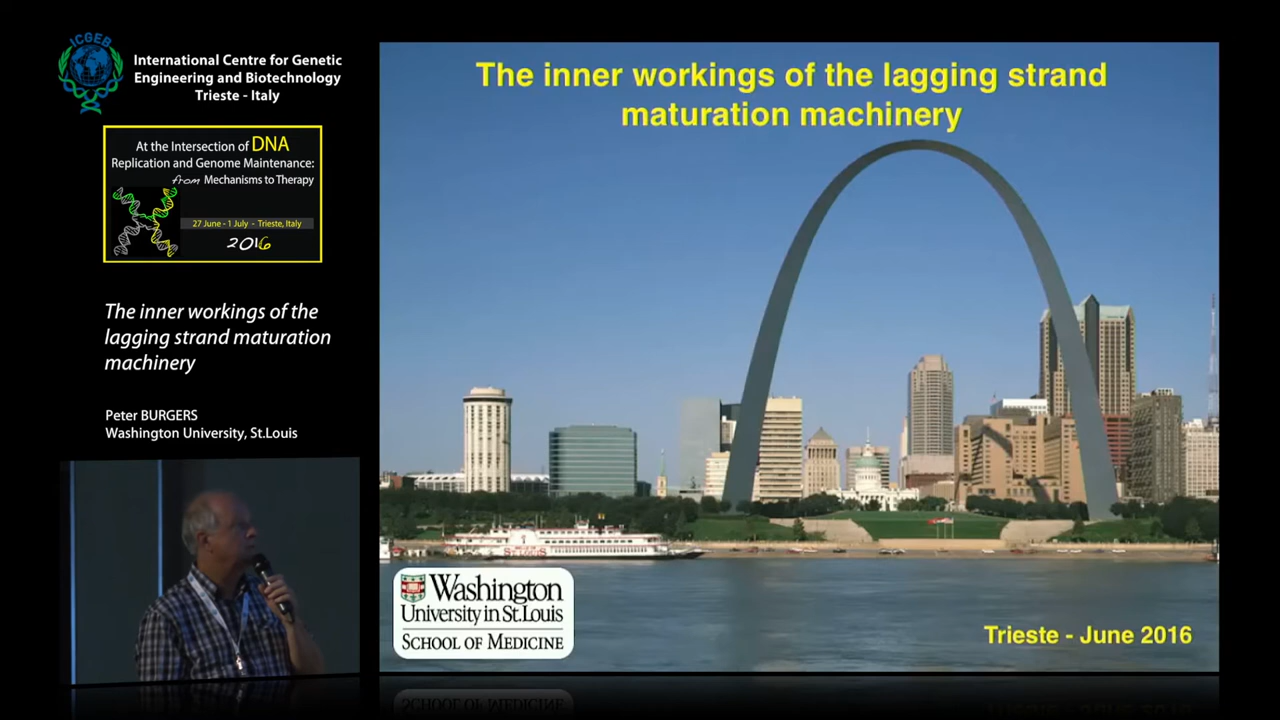 ICGEB
International Centre for Genetic
Engineering and Biotechnology
Trieste - Italy
At the Intersection of DNA
Replication and Genome Maintenance:
from Mechanisms to Therapy
27 June - 1 July - Trieste, Italy
2016
The inner workings of the
lagging strand maturation
machinery
Peter BURGERS
Washington University, St.Louis
The inner workings of the lagging strand
maturation machinery
Washington
University in St.Louis
SCHOOL OF MEDICINE
Trieste - June 2016